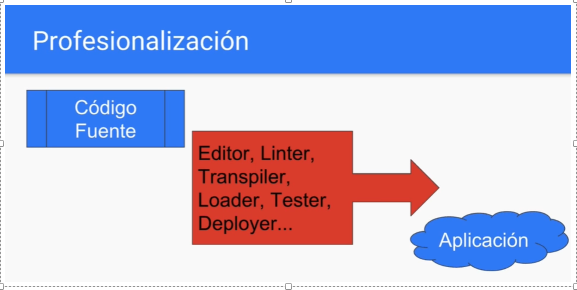 Profesionalización
Código
Fuente
Editor, Linter,
Transpiler,
Loader, Tester,
Deployer...
Aplicación